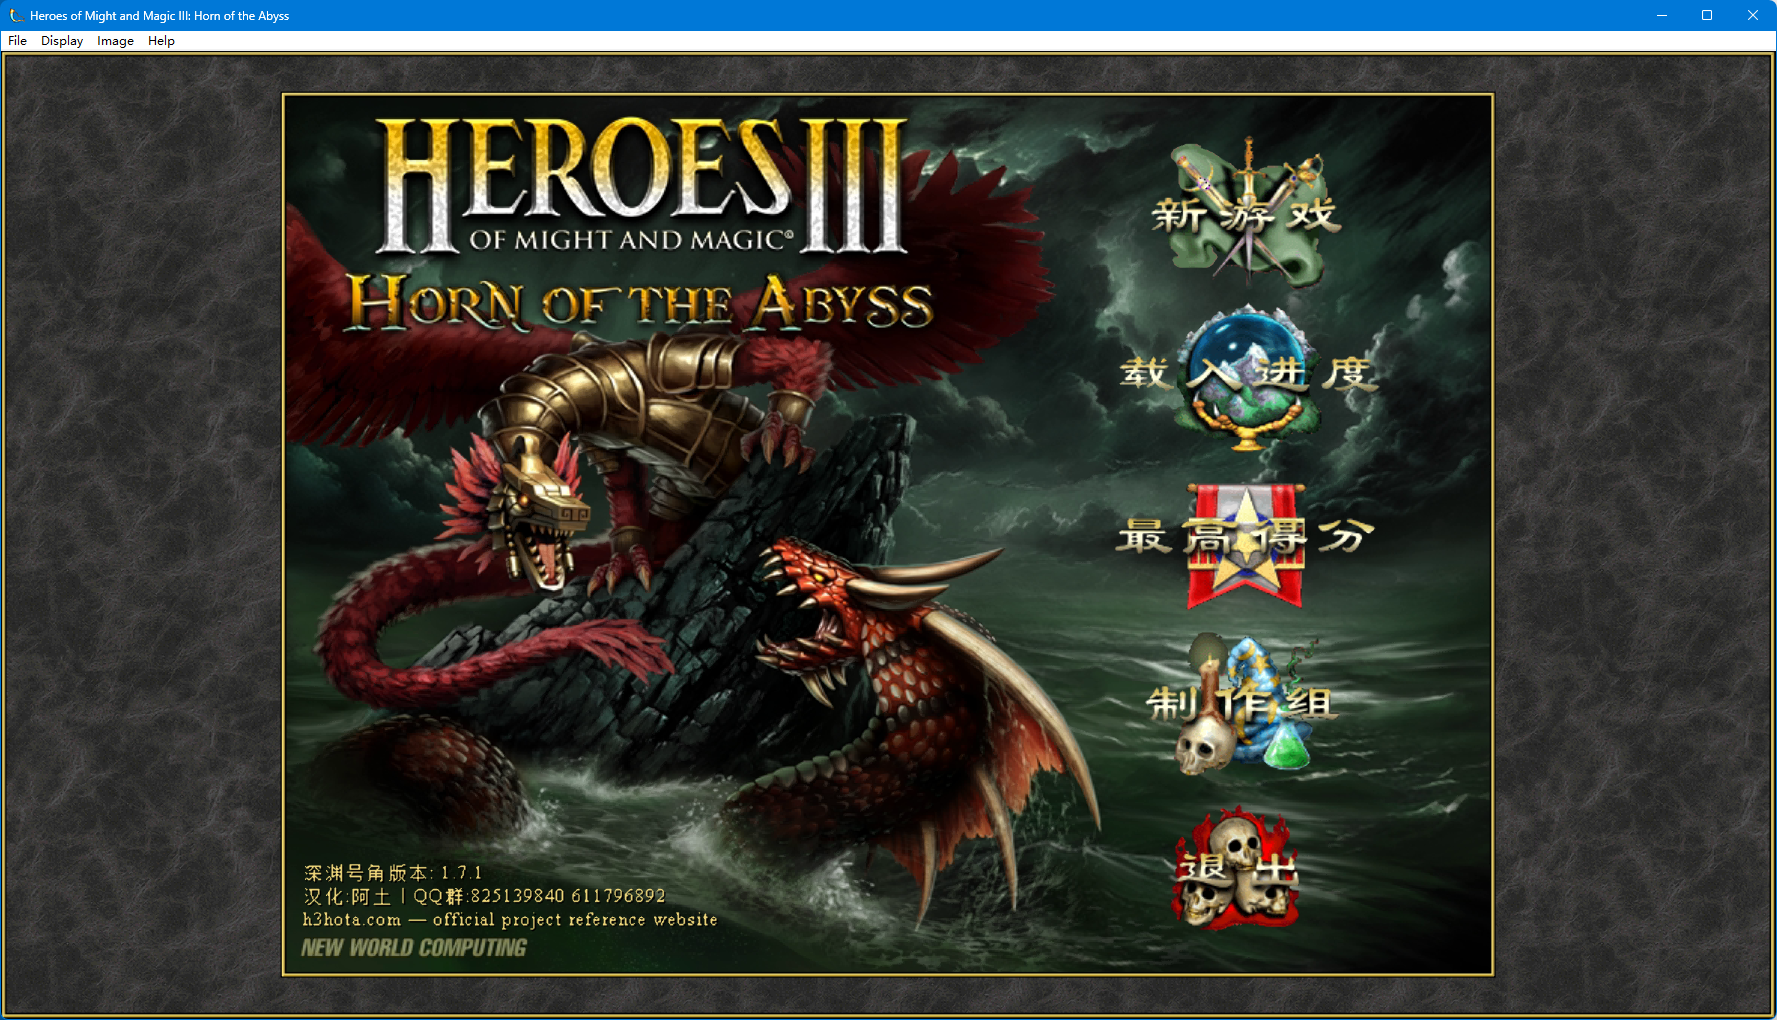 Heroes of Might and Magic III: Horn of the Abyss
File Display Image Help
HEROES III
OF MIGHT AND MAGIC©
HORN OF THE ABYSS
新游戏
载入进度
最高得分
制作组
退出
深渊号角版本: 1.7.1
汉化:阿土 | QQ群:825139840 611796892
h3hota.com — official project reference website
NEW WORLD COMPUTING